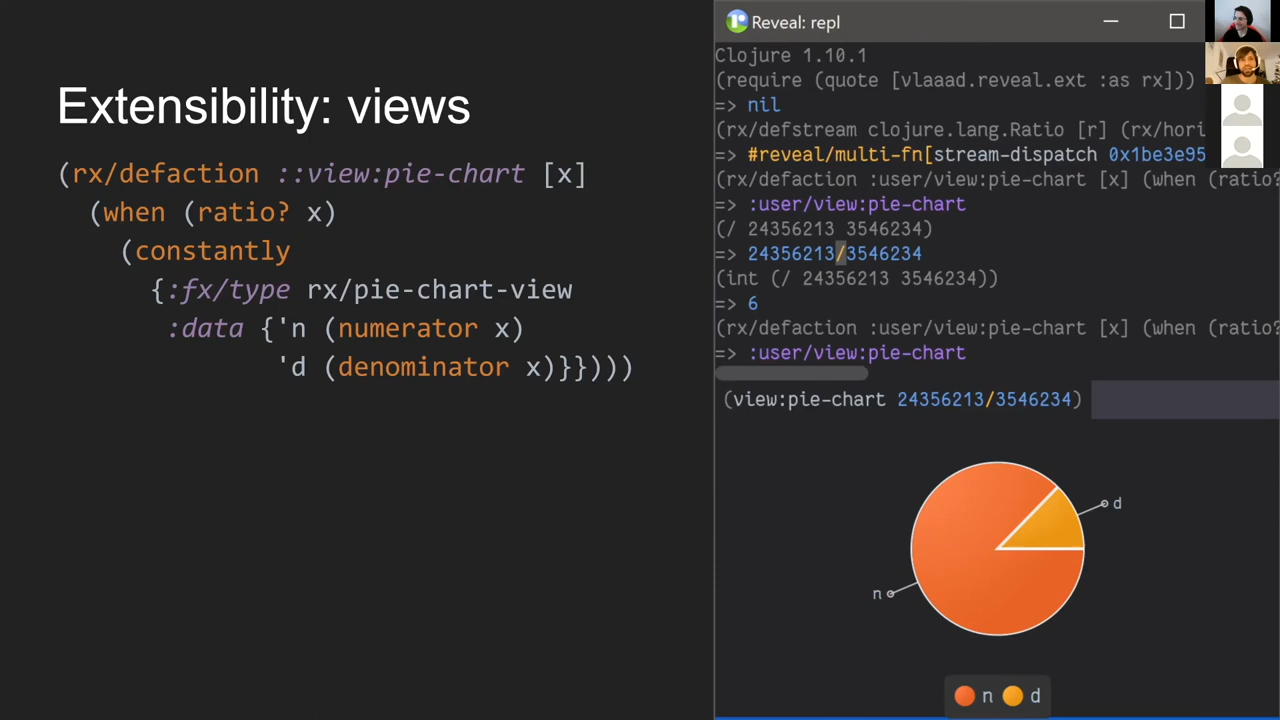 Extensibility: views
(rx/defaction ::view:pie-chart [x]
(when (ratio? x)
(constantly
{:fx/type rx/pie-chart-view
:data {'n (numerator x)
'd (denominator x)}})))
Reveal: repl
Clojure 1.10.1
(require (quote [vlaaad.reveal.ext :as rx]))
=> nil
(rx/defstream clojure.lang.Ratio [r] (rx/hori
=> #reveal/multi-fn[stream-dispatch 0x1be3e95
(rx/defaction :user/view:pie-chart [x] (when (ratio?
=> :user/view:pie-chart
(/ 24356213 3546234)
=> 24356213/3546234
(int (/ 24356213 3546234))
=> 6
(rx/defaction :user/view:pie-chart [x] (when (ratio?
=> :user/view:pie-chart
(view:pie-chart 24356213/3546234)
d
n
n d